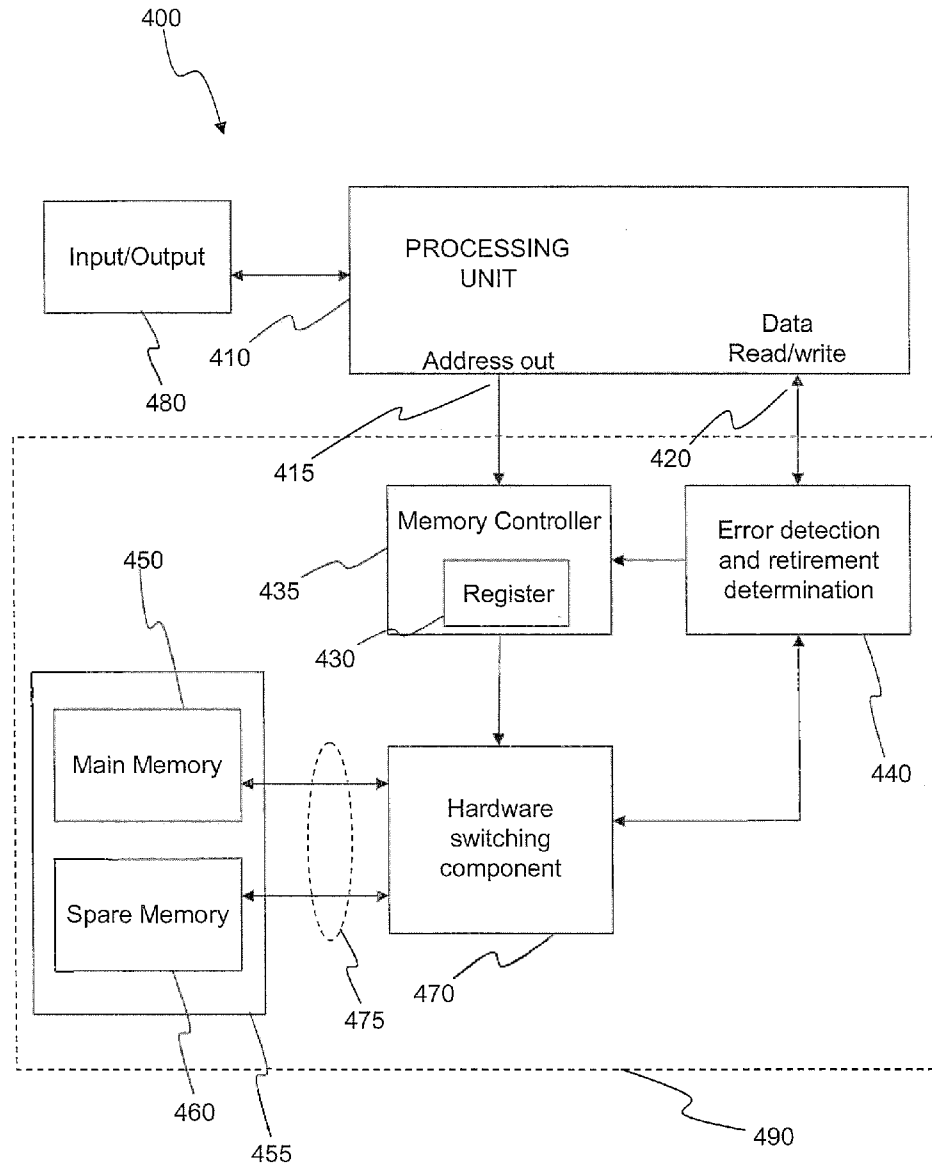 400
Input/Output
PROCESSING
UNIT
410
480
Address out
Data
Read/write
415
420
Memory Controller
435
Register
430
Error detection
and retirement
determination
440
450
Main Memory
Hardware
switching
component
Spare Memory
475
470
460
455
490